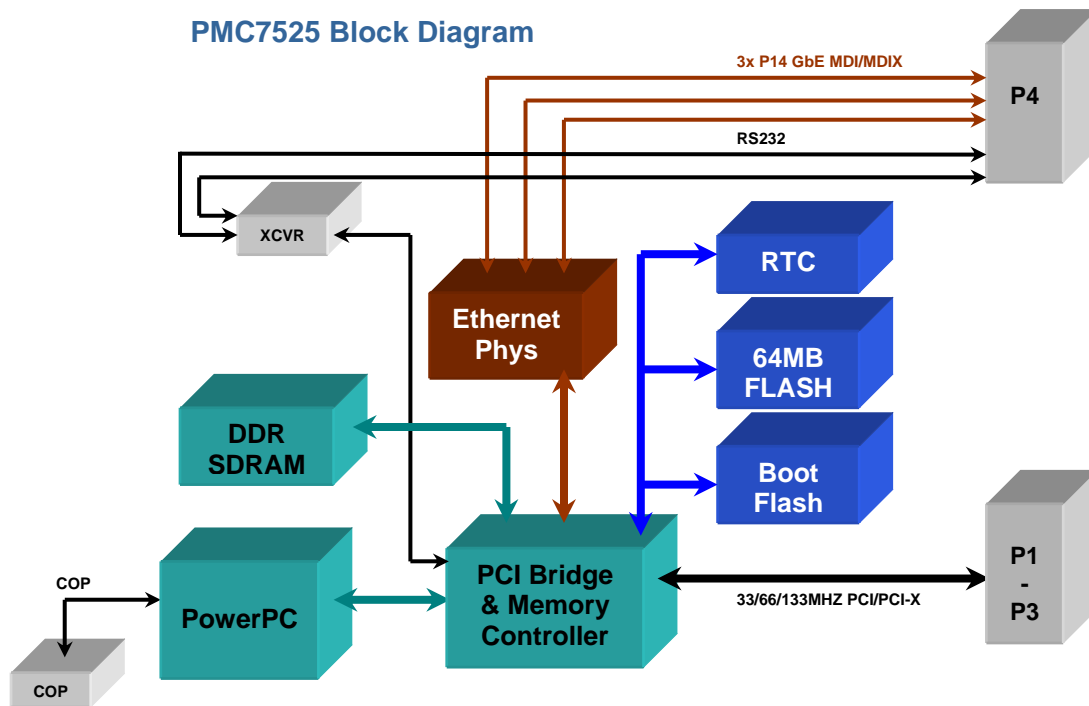 PMC7525 Block Diagram
3x P14 GbE MDI/MDIX
P4
RS232
XCVR
RTC
Ethernet
Phys
64MB
FLASH
DDR
SDRAM
Boot
Flash
P1
-
P3
PCI Bridge
& Memory
Controller
33/66/133MHZ PCI/PCI-X
COP
PowerPC
COP